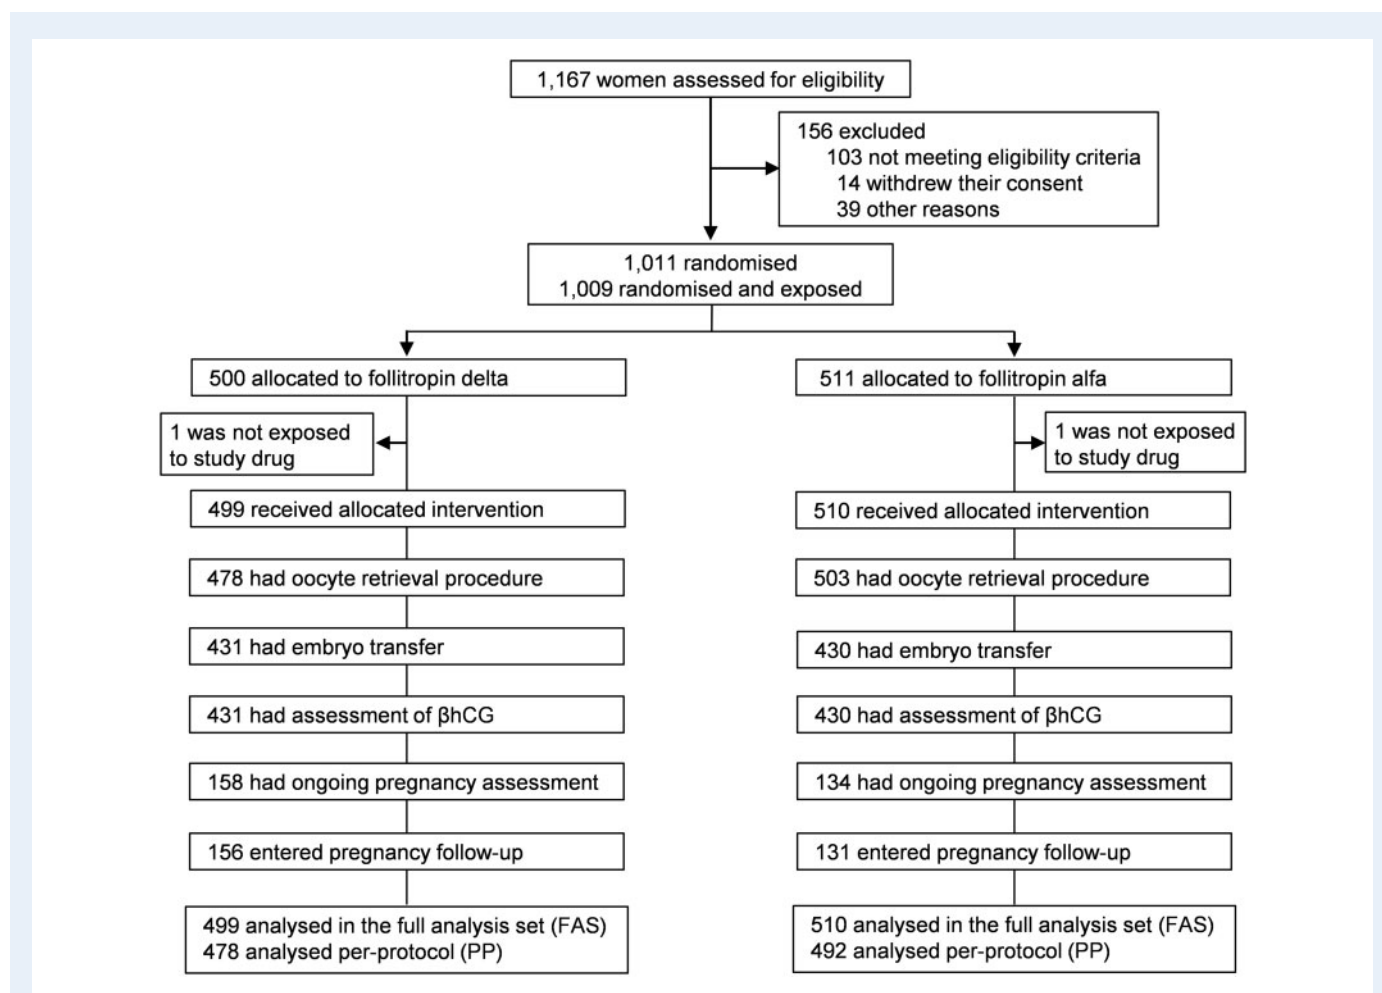 1,167 women assessed for eligibility
156 excluded
103 not meeting eligibility criteria
14 withdrew their consent
39 other reasons
1,011 randomised
1,009 randomised and exposed
500 allocated to follitropin delta
511 allocated to follitropin alfa
1 was not exposed
to study drug
1 was not exposed
to study drug
499 received allocated intervention
510 received allocated intervention
478 had oocyte retrieval procedure
503 had oocyte retrieval procedure
431 had embryo transfer
430 had embryo transfer
431 had assessment of βhCG
430 had assessment of βhCG
158 had ongoing pregnancy assessment
134 had ongoing pregnancy assessment
156 entered pregnancy follow-up
131 entered pregnancy follow-up
499 analysed in the full analysis set (FAS)
478 analysed per-protocol (PP)
510 analysed in the full analysis set (FAS)
492 analysed per-protocol (PP)